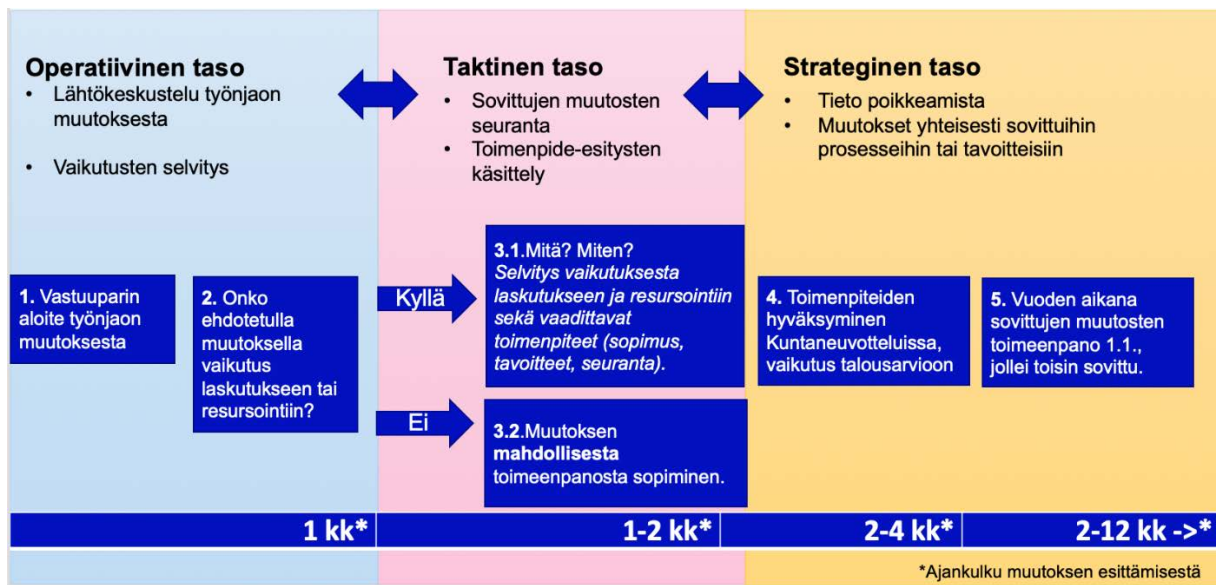 Operatiivinen taso
• Lähtökeskustelu työnjaon
muutoksesta
• Vaikutusten selvitys
Taktinen taso
• Sovittujen muutosten
seuranta
• Toimenpide-esitysten
käsittely
Strateginen taso
• Tieto poikkeamista
• Muutokset yhteisesti sovittuihin
prosesseihin tai tavoitteisiin
1. Vastuuparin
aloite työnjaon
muutoksesta
2. Onko
ehdotetulla
muutoksella
vaikutus
laskutukseen tai
resursointiin?
Kyllä
3.1.Mitä? Miten?
Selvitys vaikutuksesta
laskutukseen ja resursointiin
sekä vaadittavat
toimenpiteet (sopimus,
tavoitteet, seuranta).
Ei
3.2.Muutoksen
mahdollisesta
toimeenpanosta sopiminen.
4. Toimenpiteiden
hyväksyminen
Kuntaneuvotteluissa,
vaikutus talousarvioon
5. Vuoden aikana
sovittujen muutosten
toimeenpano 1.1.,
jollei toisin sovittu.
1 kk*
1-2 kk*
2-4 kk*
2-12 kk ->*
*Ajankulku muutoksen esittämisestä